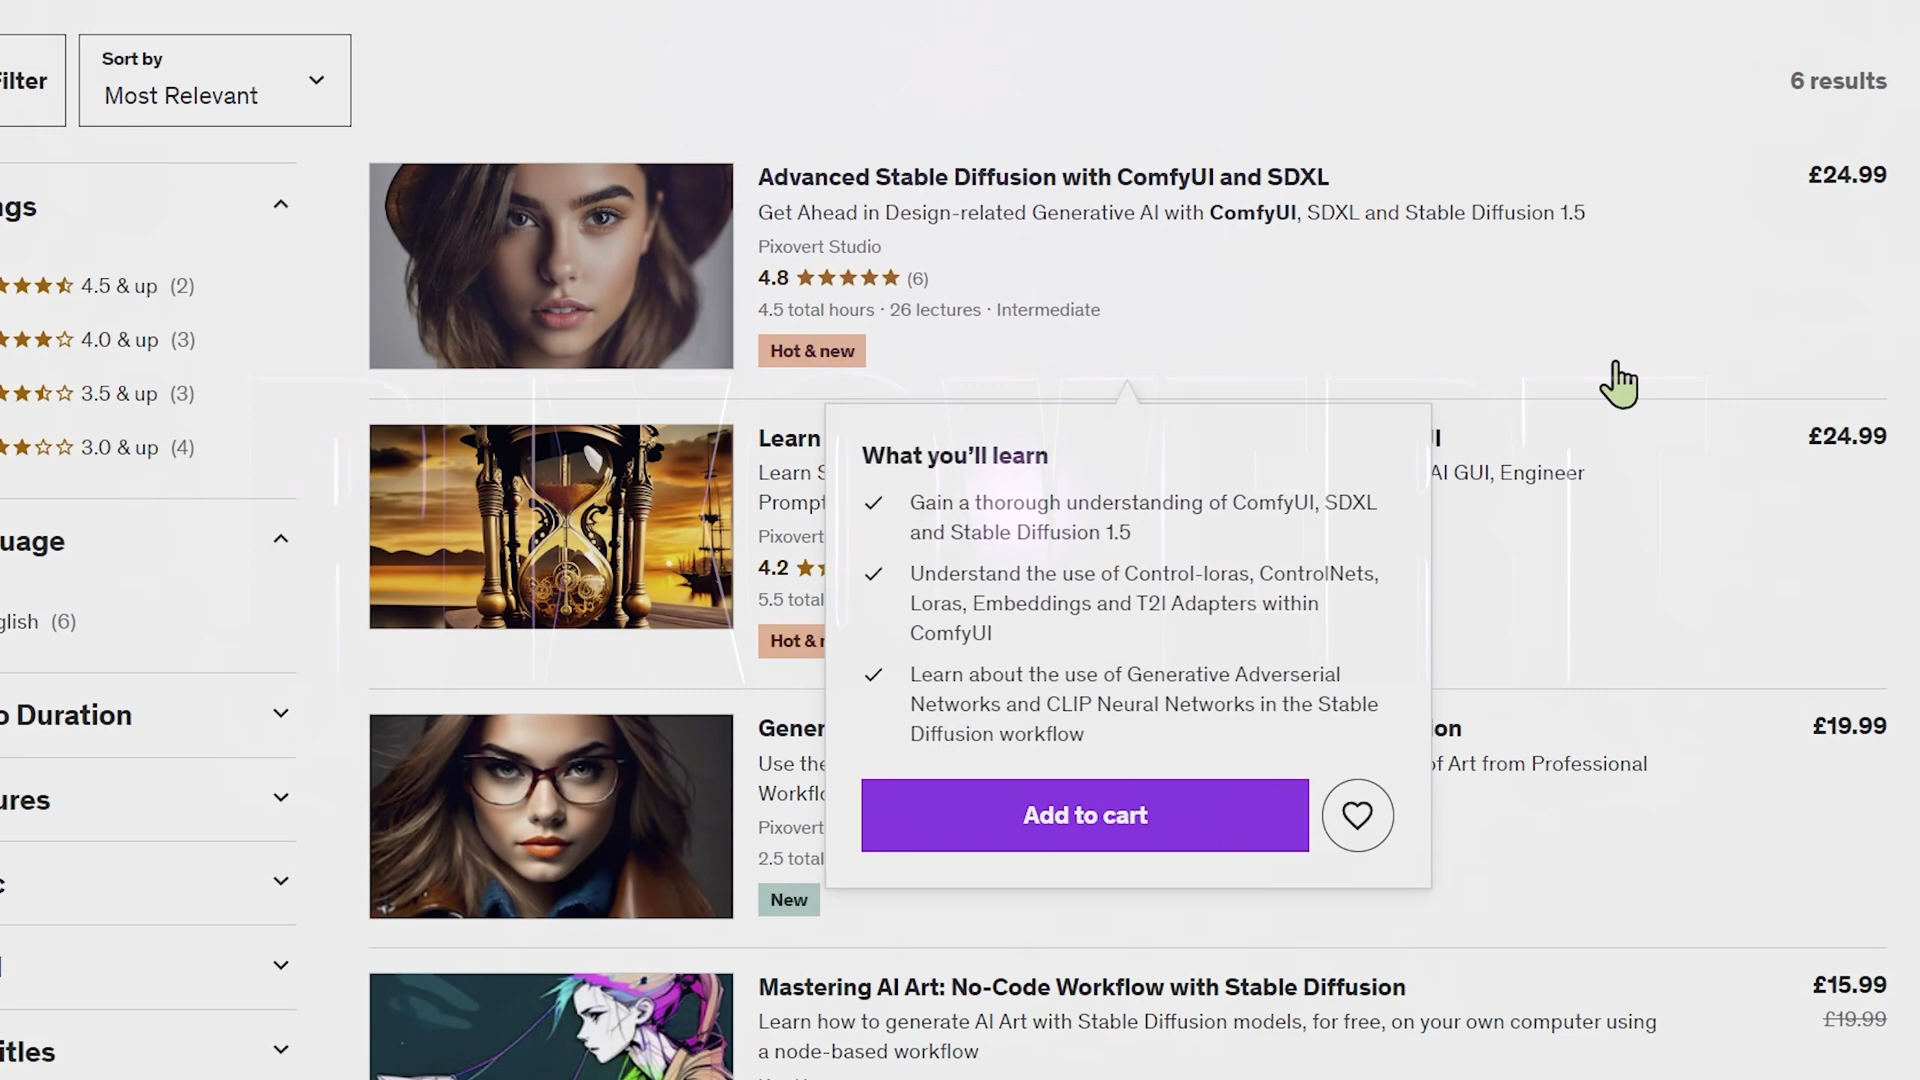 Filter
Sort by
Most Relevant
6 results
ngs
4.5 & up (2)
4.0 & up (3)
3.5 & up (3)
3.0 & up (4)
uage
glish (6)
o Duration
ures
c
itles
Advanced Stable Diffusion with ComfyUI and SDXL
£24.99
Get Ahead in Design-related Generative AI with ComfyUI, SDXL and Stable Diffusion 1.5
Pixovert Studio
4.8 (6)
4.5 total hours · 26 lectures · Intermediate
Hot & new
Learn
£24.99
Learn S
AI GUI, Engineer
Prompt
Pixovert
4.2
5.5 total
Hot & n
What you'll learn
Gain a thorough understanding of ComfyUI, SDXL
and Stable Diffusion 1.5
Understand the use of Control-loras, ControlNets,
Loras, Embeddings and T2I Adapters within
ComfyUI
Learn about the use of Generative Adverserial
Networks and CLIP Neural Networks in the Stable
Diffusion workflow
Add to cart
Gener
ion
£19.99
Use the
of Art from Professional
Workflo
Pixovert
2.5 total
New
Mastering AI Art: No-Code Workflow with Stable Diffusion
£15.99
£19.99
Learn how to generate AI Art with Stable Diffusion models, for free, on your own computer using
a node-based workflow